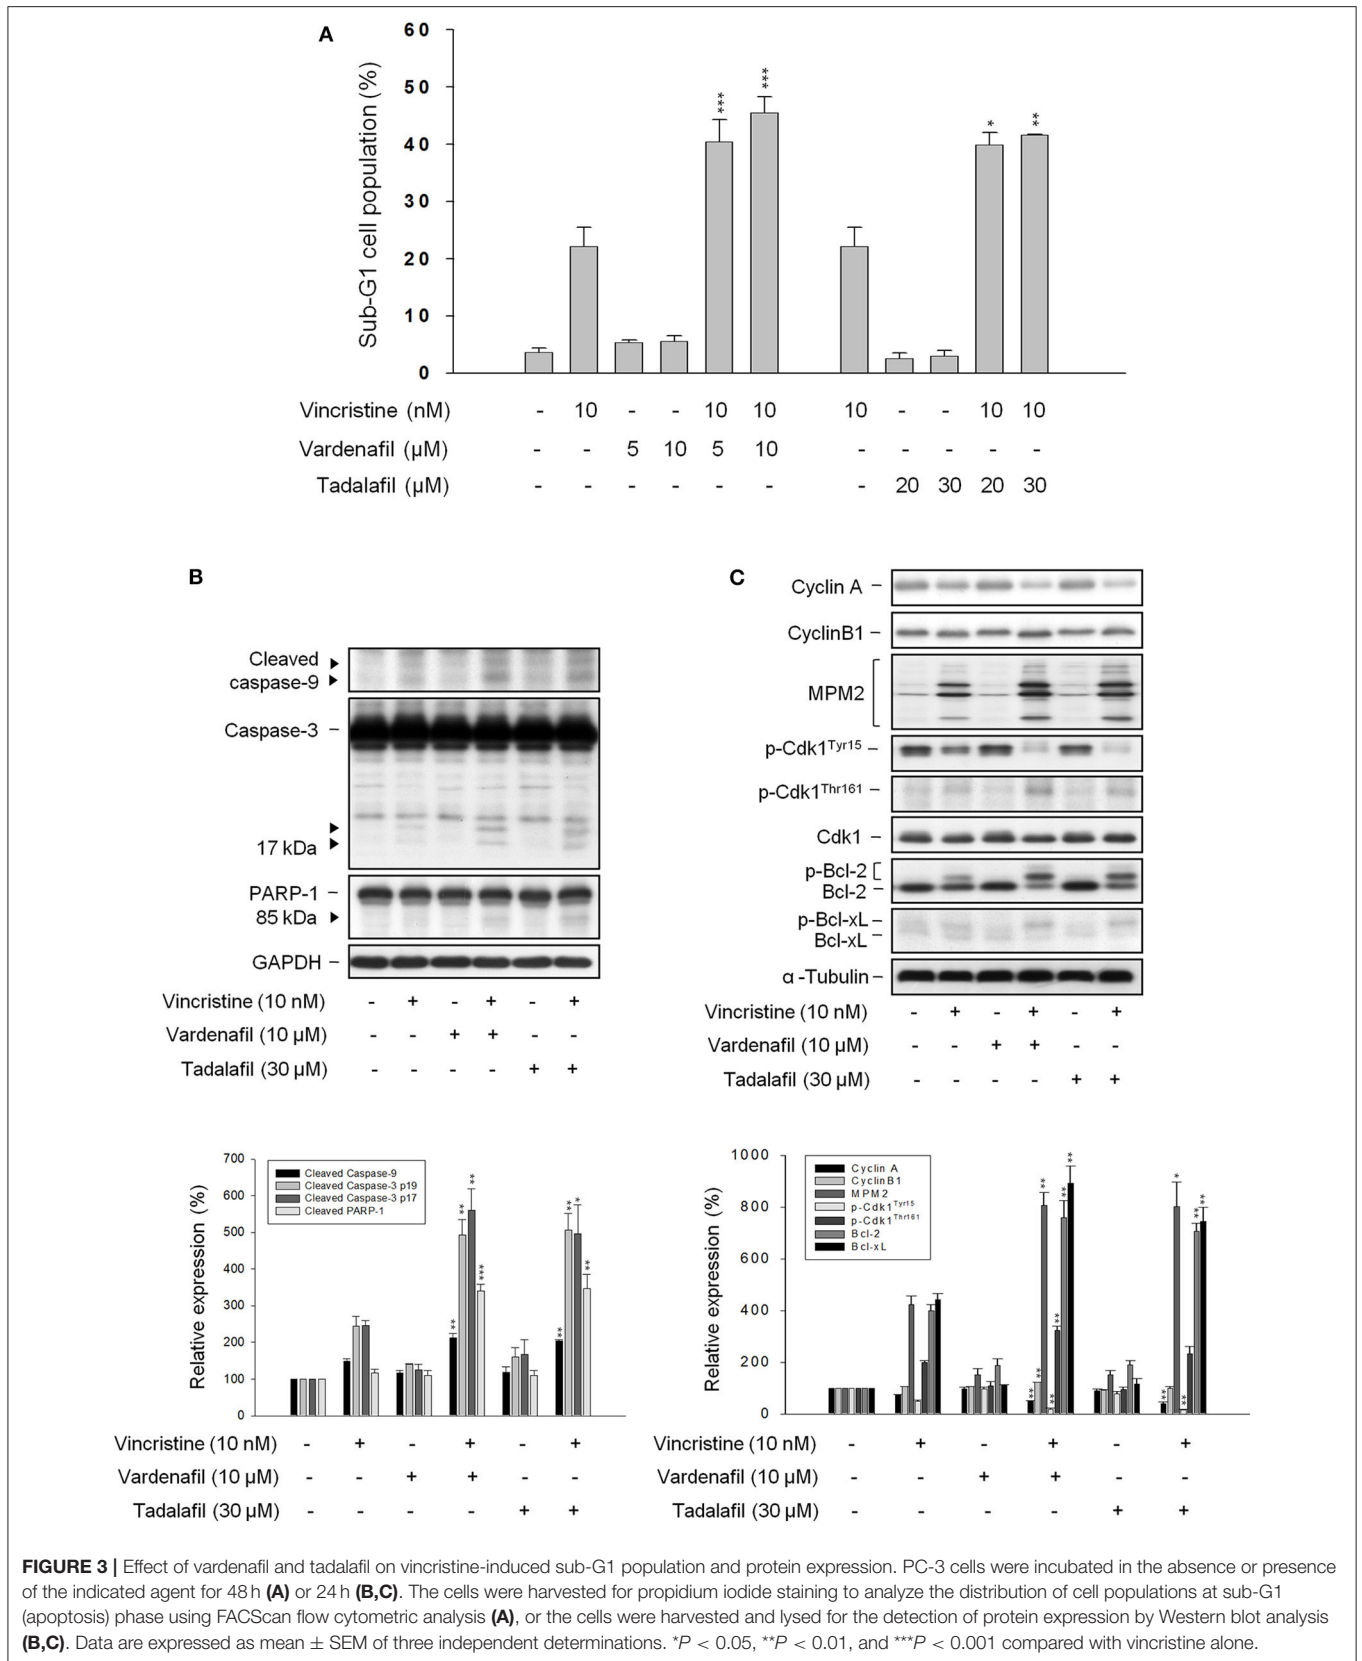 A
60
50
40
30
20
10
0
Sub-G1 cell population (%)
*** *** * **
Vincristine (nM) - 10 - - 10 10 10 - - 10 10
Vardenafil (µM) - - 5 10 5 10 - - - - -
Tadalafil (µM) - - - - - - - 20 30 20 30
B
Cleaved
caspase-9
Caspase-3 –
17 kDa
PARP-1 –
85 kDa
GAPDH –
Vincristine (10 nM) - + - + - +
Vardenafil (10 µM) - - + + - -
Tadalafil (30 µM) - - - - + +
C
Cyclin A –
CyclinB1 –
MPM2
p-Cdk1Tyr15 –
p-Cdk1Thr161 –
Cdk1 –
p-Bcl-2
Bcl-2 –
p-Bcl-xL –
Bcl-xL –
α-Tubulin –
Vincristine (10 nM) - + - + - +
Vardenafil (10 µM) - - + + - -
Tadalafil (30 µM) - - - - + +
700
600
500
400
300
200
100
0
Relative expression (%)
Cleaved Caspase-9
Cleaved Caspase-3 p19
Cleaved Caspase-3 p17
Cleaved PARP-1
** ** ** *** ** ** * **
Vincristine (10 nM) - + - + - +
Vardenafil (10 µM) - - + + - -
Tadalafil (30 µM) - - - - + +
1000
800
600
400
200
0
Relative expression (%)
Cyclin A
CyclinB1
MPM2
p-Cdk1Tyr15
p-Cdk1Thr161
Bcl-2
Bcl-xL
*** ** ** ** *** ** ** *** * ** ** **
Vincristine (10 nM) - + - + - +
Vardenafil (10 µM) - - + + - -
Tadalafil (30 µM) - - - - + +
FIGURE 3 | Effect of vardenafil and tadalafil on vincristine-induced sub-G1 population and protein expression. PC-3 cells were incubated in the absence or presence
of the indicated agent for 48 h (A) or 24 h (B,C). The cells were harvested for propidium iodide staining to analyze the distribution of cell populations at sub-G1
(apoptosis) phase using FACScan flow cytometric analysis (A), or the cells were harvested and lysed for the detection of protein expression by Western blot analysis
(B,C). Data are expressed as mean ± SEM of three independent determinations. *P < 0.05, **P < 0.01, and ***P < 0.001 compared with vincristine alone.